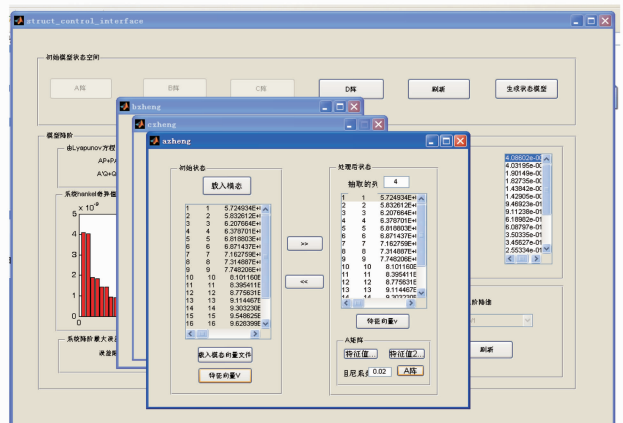 struct_control_interface
初始模型状态空间
A阵 B阵 C阵 D阵 刷新 生成状态模型
bzheng
czheng
azheng
模型降阶
由Lyapunov方程
AP+PA
A'Q+Q
系统hankel奇异值
x 10^-9
5
4
3
2
1
0
0
系统降阶最大误差
误差限
初始状态
载入模态
1 1 5.724934E+
2 2 5.832612E+
3 3 6.207664E+
4 4 6.378701E+
5 5 6.818803E+
6 6 6.871437E+
7 7 7.162759E+
8 8 7.314887E+
9 9 7.748206E+
10 10 8.101160E
11 11 8.395411E
12 12 8.775631E
13 13 9.114467E
14 14 9.303230E
15 15 9.548625E
16 16 9.628399E
载入模态向量文件
特征向量V
>>
<<
处理后状态
抽取的列 4
1 1 5.724934E+
2 2 5.832612E+
3 3 6.207664E+
4 4 6.378701E+
5 5 6.818803E+
6 6 6.871437E+
7 7 7.162759E+
8 8 7.314887E+
9 9 7.748206E+
10 10 8.101160E
11 11 8.395411E
12 12 8.775631E
13 13 9.114467E
14 14 9.303230E
特征向量v
A矩阵
特征值... 特征值2...
0.02 A阵
4.08602e-00
4.03195e-00
1.90149e-00
1.82735e-01
1.43842e-00
1.42905e-00
9.46923e-01
9.11238e-01
6.18982e-01
6.08797e-01
3.50335e-01
3.45627e-01
2.55334e-01
刷新